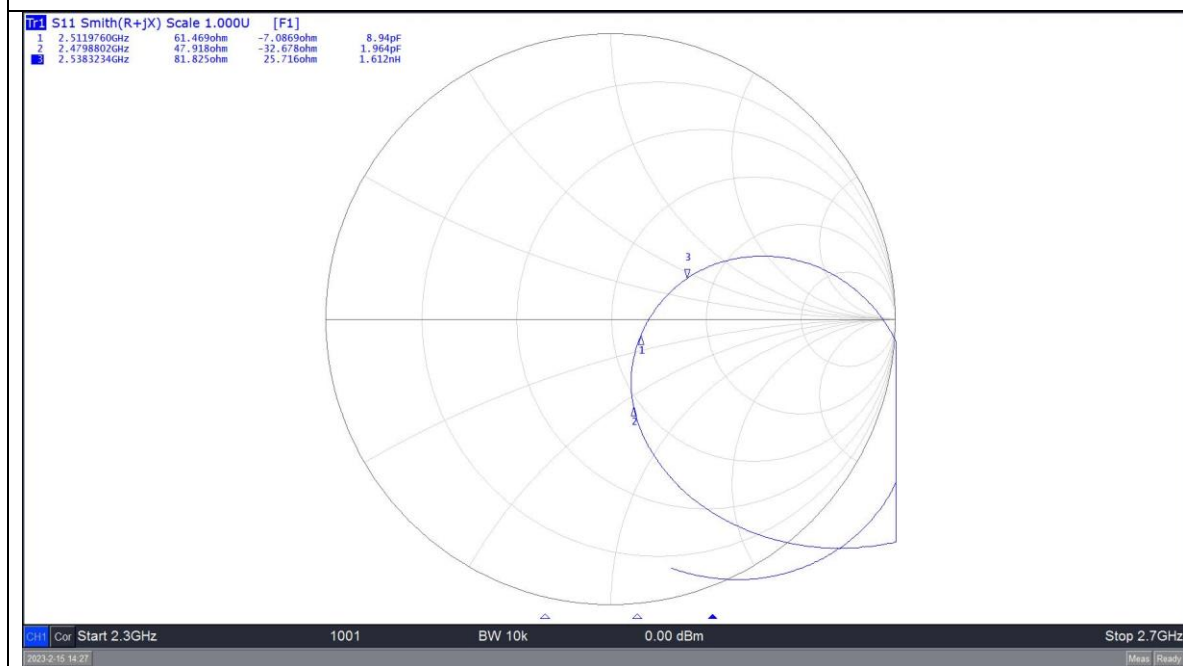 Tr1 S11 Smith(R+jX) Scale 1.000U [F1]
1 2.5119760GHz 61.469ohm -7.0869ohm 8.94pF
2 2.4798802GHz 47.918ohm -32.678ohm 1.964pF
3 2.5383234GHz 81.825ohm 25.716ohm 1.612nH
3
1
2
CH1 Cor Start 2.3GHz 1001 BW 10k 0.00 dBm Stop 2.7GHz
2023-2-15 14:27 Meas Ready